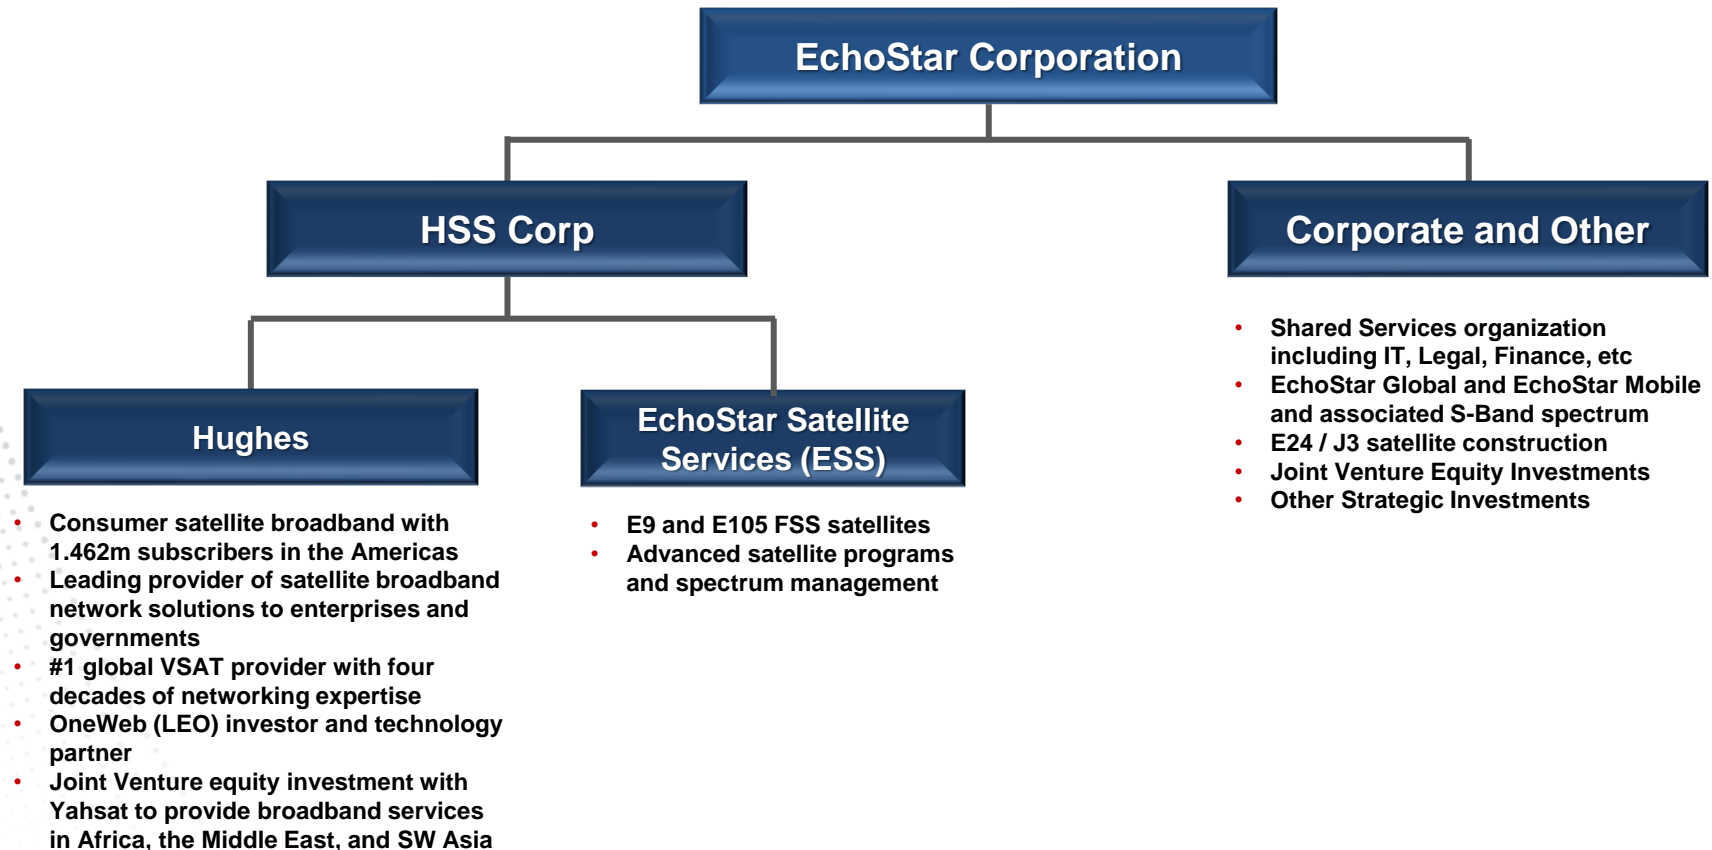 EchoStar Corporation
HSS Corp
Corporate and Other
Hughes
EchoStar Satellite
Services (ESS)
• Consumer satellite broadband with
1.462m subscribers in the Americas
• Leading provider of satellite broadband
network solutions to enterprises and
governments
• #1 global VSAT provider with four
decades of networking expertise
• OneWeb (LEO) investor and technology
partner
• Joint Venture equity investment with
Yahsat to provide broadband services
in Africa, the Middle East, and SW Asia
• E9 and E105 FSS satellites
• Advanced satellite programs
and spectrum management
• Shared Services organization
including IT, Legal, Finance, etc
• EchoStar Global and EchoStar Mobile
and associated S-Band spectrum
• E24 / J3 satellite construction
• Joint Venture Equity Investments
• Other Strategic Investments